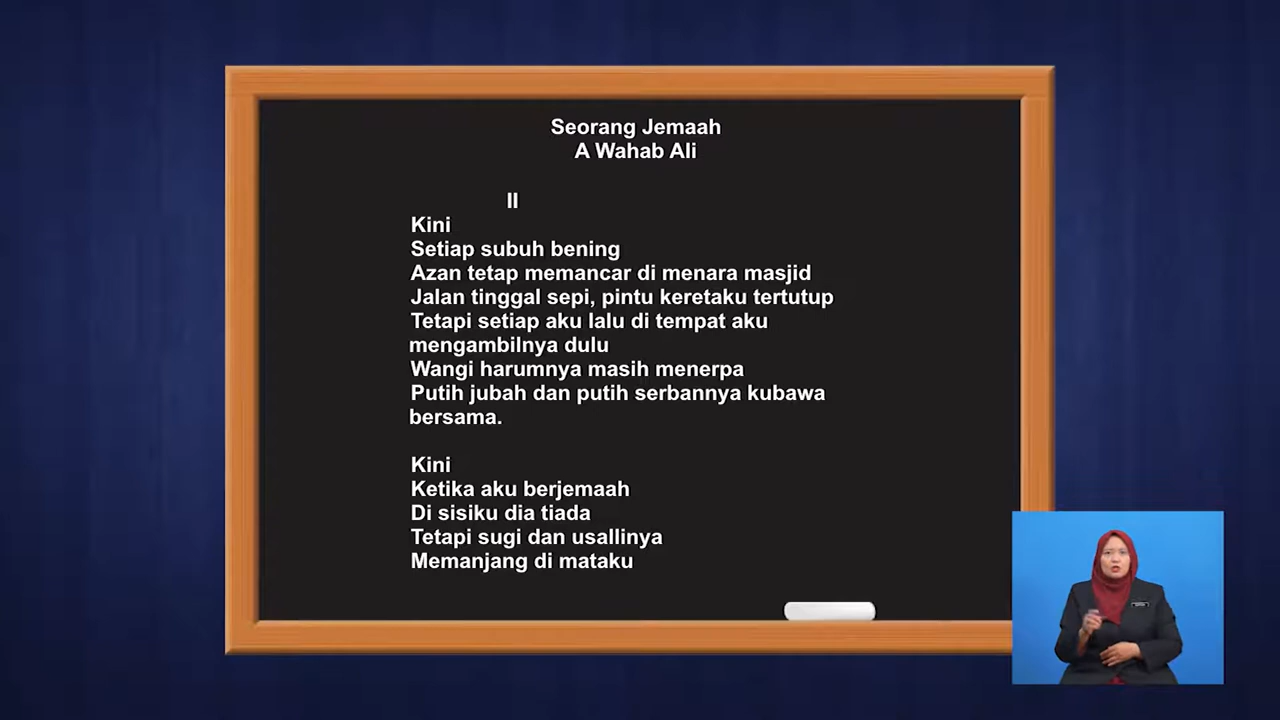 Seorang Jemaah
A Wahab Ali
II
Kini
Setiap subuh bening
Azan tetap memancar di menara masjid
Jalan tinggal sepi, pintu keretaku tertutup
Tetapi setiap aku lalu di tempat aku
mengambilnya dulu
Wangi harumnya masih menerpa
Putih jubah dan putih serbannya kubawa
bersama.
Kini
Ketika aku berjemaah
Di sisiku dia tiada
Tetapi sugi dan usallinya
Memanjang di mataku